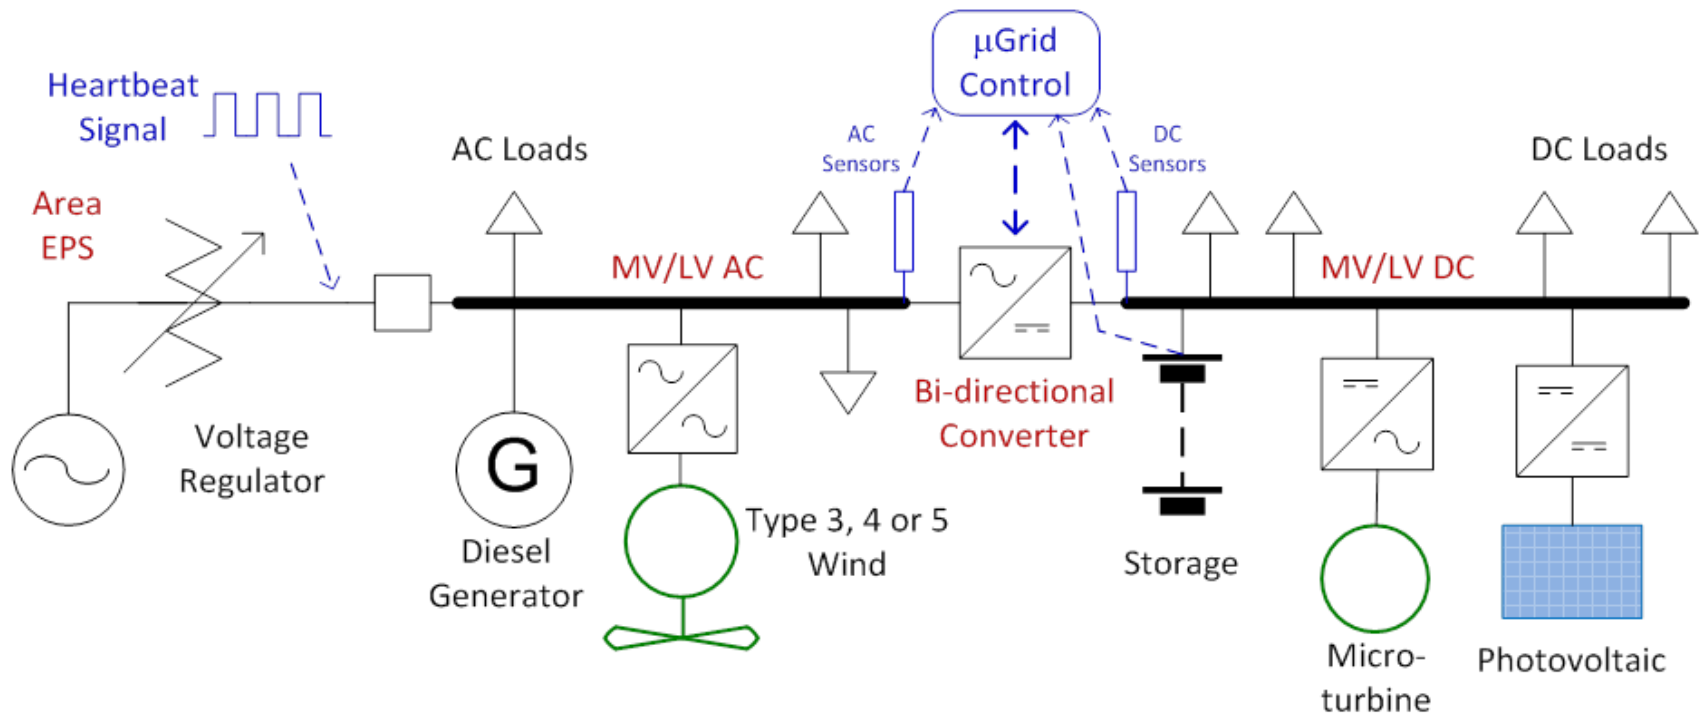 μGrid
Control
Heartbeat
Signal
AC Loads
AC
Sensors
DC
Sensors
DC Loads
Area
EPS
MV/LV AC
MV/LV DC
Bi-directional
Converter
Voltage
Regulator
G
Type 3, 4 or 5
Wind
Diesel
Generator
Storage
Micro-
turbine
Photovoltaic